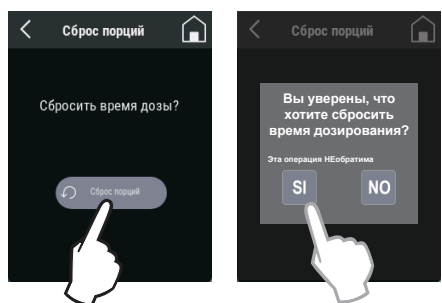 Сброс порций
Сбросить время дозы?
Сброс порций
Сброс порций
Вы уверены, что
хотите сбросить
время дозирования?
Эта операция НЕобратима
SI
NO